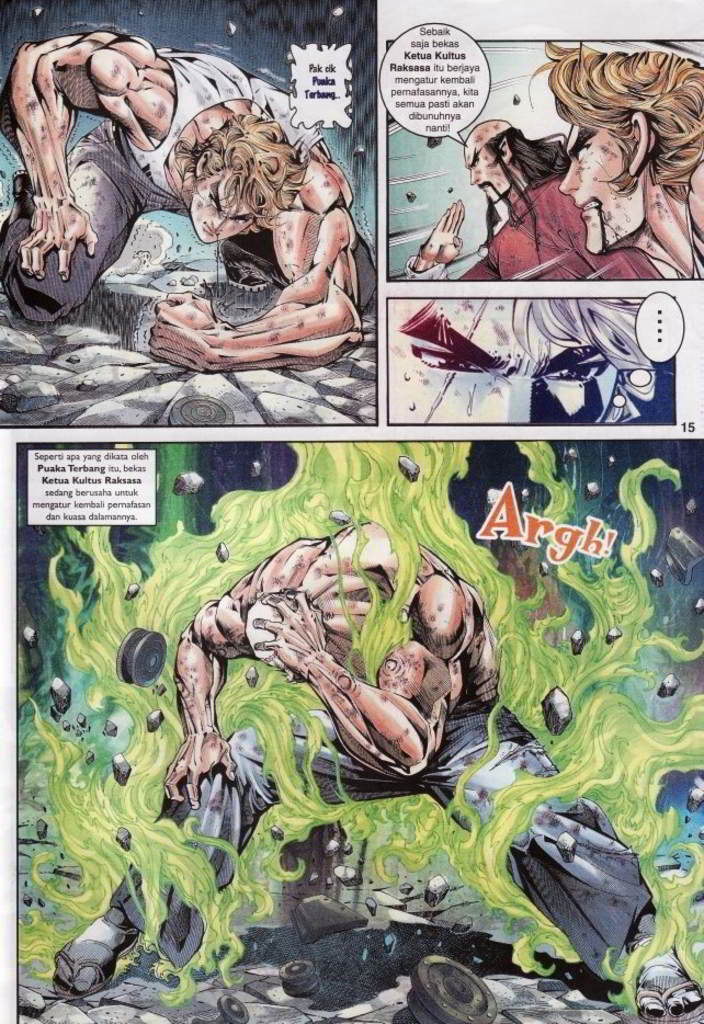 Pak cik
Puaka
Terbang...
Sebaik
saja bekas
Ketua Kultus
Raksasa itu berjaya
mengatur kembali
pernafasannya, kita
semua pasti akan
dibunuhnya
nanti!
....
15
Seperti apa yang dikata oleh
Puaka Terbang itu, bekas
Ketua Kultus Raksasa
sedang berusaha untuk
mengatur kembali pernafasan
dan kuasa dalamannya.
Argh!